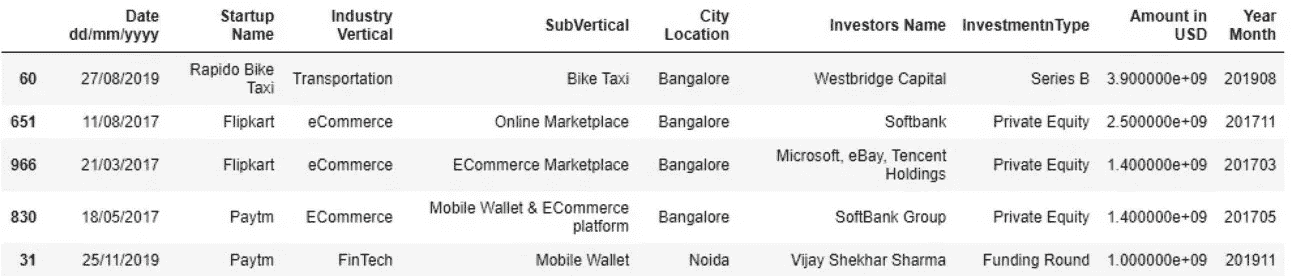 Date dd/mm/yyyy Startup Name Industry Vertical SubVertical City Location Investors Name InvestmentnType Amount in USD Year Month
60 27/08/2019 Rapido Bike Taxi Transportation Bike Taxi Bangalore Westbridge Capital Series B 3.900000e+09 201908
651 11/08/2017 Flipkart eCommerce Online Marketplace Bangalore Softbank Private Equity 2.500000e+09 201711
966 21/03/2017 Flipkart eCommerce ECommerce Marketplace Bangalore Microsoft, eBay, Tencent Holdings Private Equity 1.400000e+09 201703
830 18/05/2017 Paytm ECommerce Mobile Wallet & ECommerce platform Bangalore SoftBank Group Private Equity 1.400000e+09 201705
31 25/11/2019 Paytm FinTech Mobile Wallet Noida Vijay Shekhar Sharma Funding Round 1.000000e+09 201911